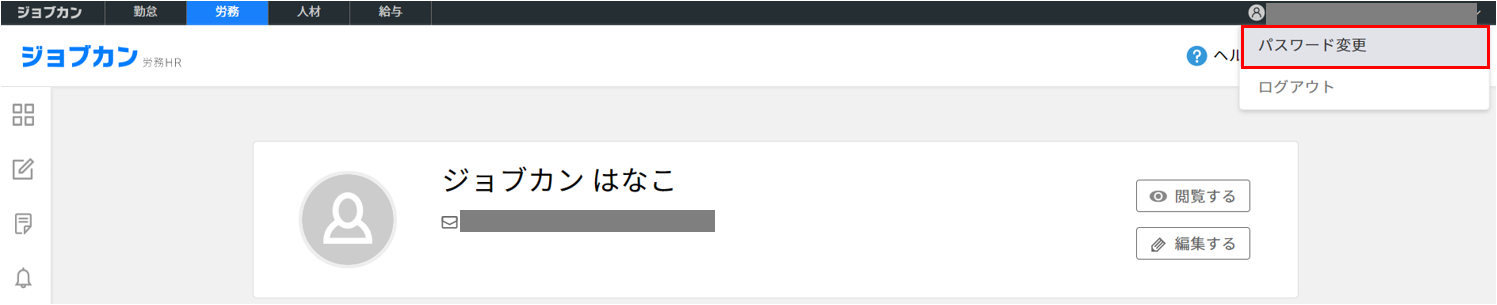 ジョブカン 勤怠 労務 人材 給与
ジョブカン 労務HR
? ヘル
パスワード変更
ログアウト
ジョブカン はなこ
閲覧する
編集する